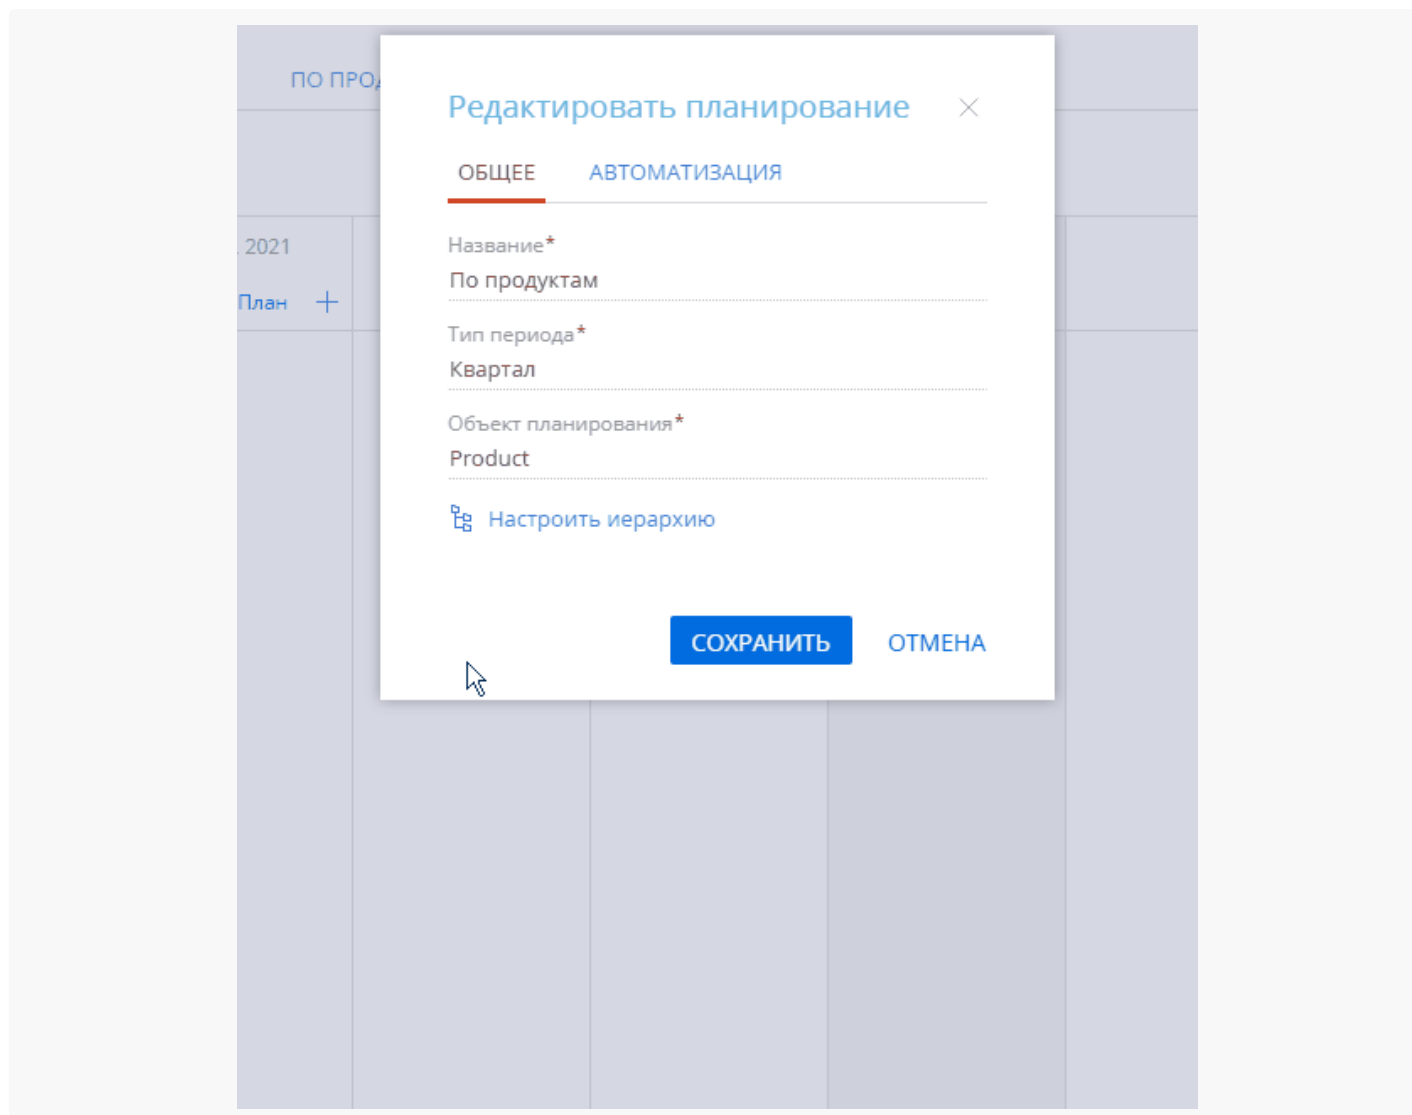 ПО ПРОД
Редактировать планирование
ОБЩЕЕ АВТОМАТИЗАЦИЯ
. 2021
План
Название*
По продуктам
Тип периода*
Квартал
Объект планирования*
Product
Настроить иерархию
СОХРАНИТЬ ОТМЕНА